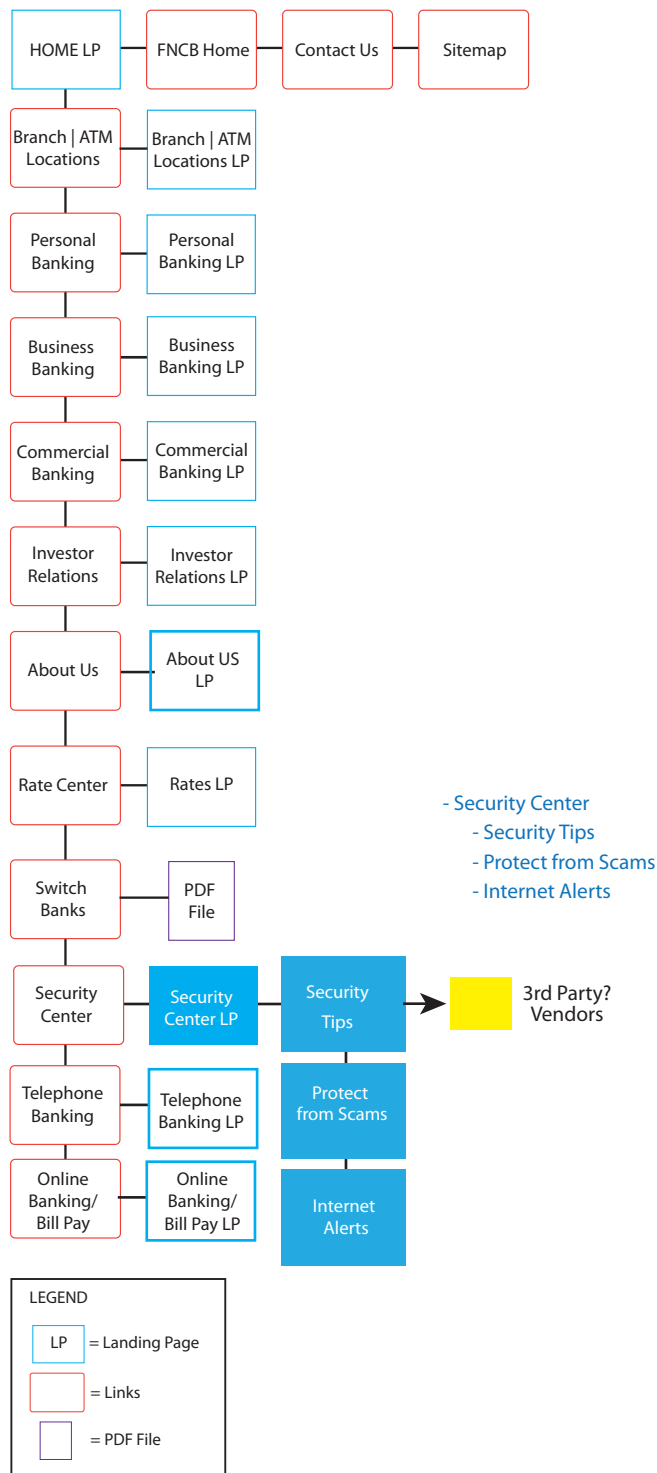 HOME LP
FNCB Home
Contact Us
Sitemap
Branch | ATM
Locations
Branch | ATM
Locations LP
Personal
Banking
Personal
Banking LP
Business
Banking
Business
Banking LP
Commercial
Banking
Commercial
Banking LP
Investor
Relations
Investor
Relations LP
About Us
About US
LP
Rate Center
Rates LP
- Security Center
- Security Tips
- Protect from Scams
- Internet Alerts
Switch
Banks
PDF
File
Security
Center
Security
Center LP
Security
Tips
3rd Party?
Vendors
Telephone
Banking
Telephone
Banking LP
Protect
from Scams
Online
Banking/
Bill Pay
Online
Banking/
Bill Pay LP
Internet
Alerts
LEGEND
LP = Landing Page
= Links
= PDF File